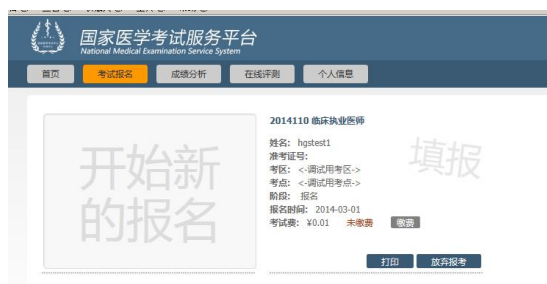 国家医学考试服务平台
National Medical Examination Service System
首页 考试报名 成绩分析 在线评测 个人信息
开始新
的报名
2014110 临床执业医师
姓名: hgstest1
准考证号:
考区: <-调试用考区->
考点: <-调试用考点->
阶段: 报名
报名时间: 2014-03-01
考试费: ¥0.01 未缴费 缴费
填报
打印 放弃报考